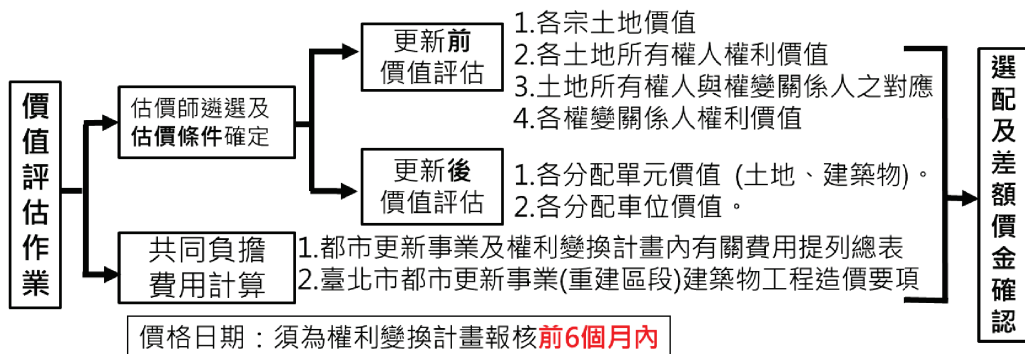 價值評估作業
估價師遴選及
估價條件確定
更新前
價值評估
1.各宗土地價值
2.各土地所有權人權利價值
3.土地所有權人與權變關係人之對應
4.各權變關係人權利價值
更新後
價值評估
1.各分配單元價值 (土地、建築物)。
2.各分配車位價值。
共同負擔
費用計算
1.都市更新事業及權利變換計畫內有關費用提列總表
2.臺北市都市更新事業(重建區段)建築物工程造價要項
選配及差額價金確認
價格日期：須為權利變換計畫報核前6個月內